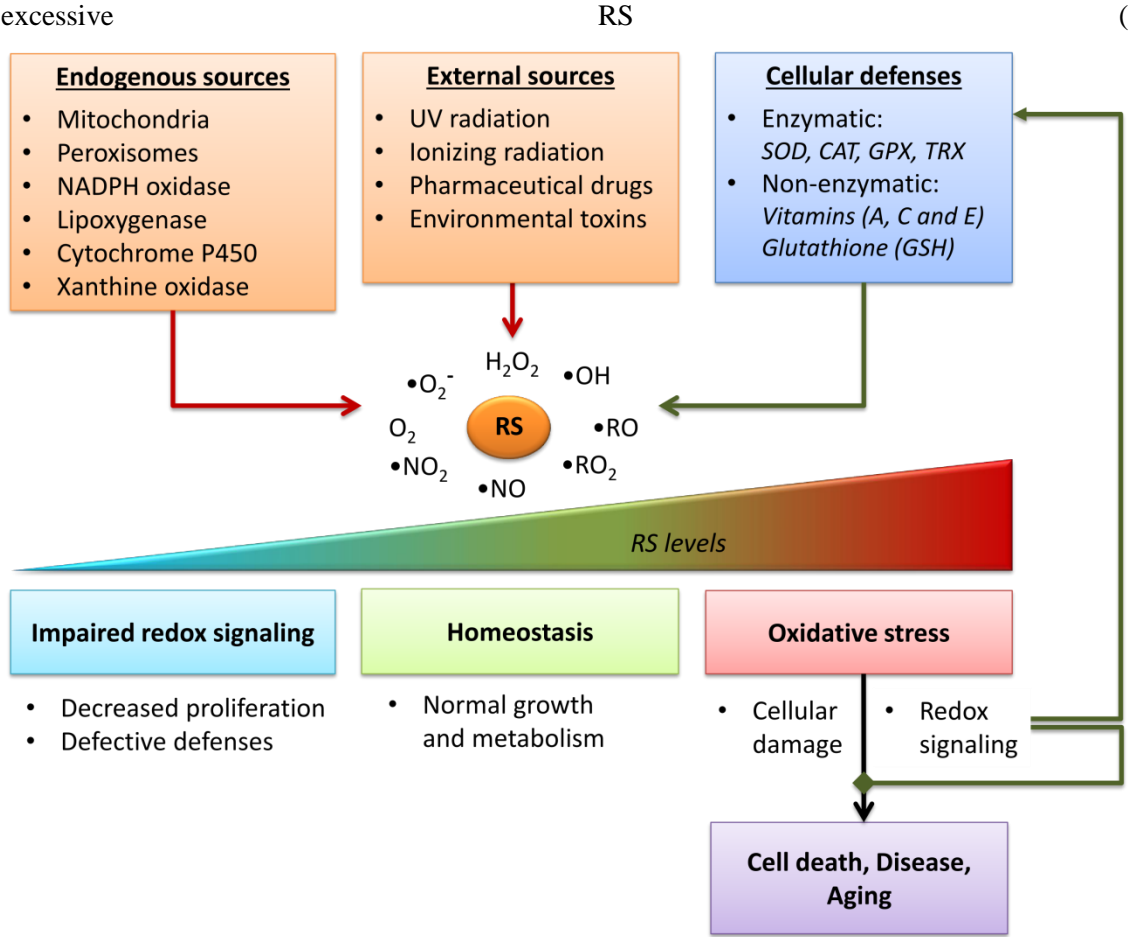 excessive RS (
Endogenous sources
• Mitochondria
• Peroxisomes
• NADPH oxidase
• Lipoxygenase
• Cytochrome P450
• Xanthine oxidase
External sources
• UV radiation
• Ionizing radiation
• Pharmaceutical drugs
• Environmental toxins
Cellular defenses
• Enzymatic:
SOD, CAT, GPX, TRX
• Non-enzymatic:
Vitamins (A, C and E)
Glutathione (GSH)
H₂O₂
•O₂⁻
•OH
O₂
RS
•RO
•NO₂
•RO₂
•NO
RS levels
Impaired redox signaling
• Decreased proliferation
• Defective defenses
Homeostasis
• Normal growth
and metabolism
Oxidative stress
• Cellular
damage
• Redox
signaling
Cell death, Disease,
Aging